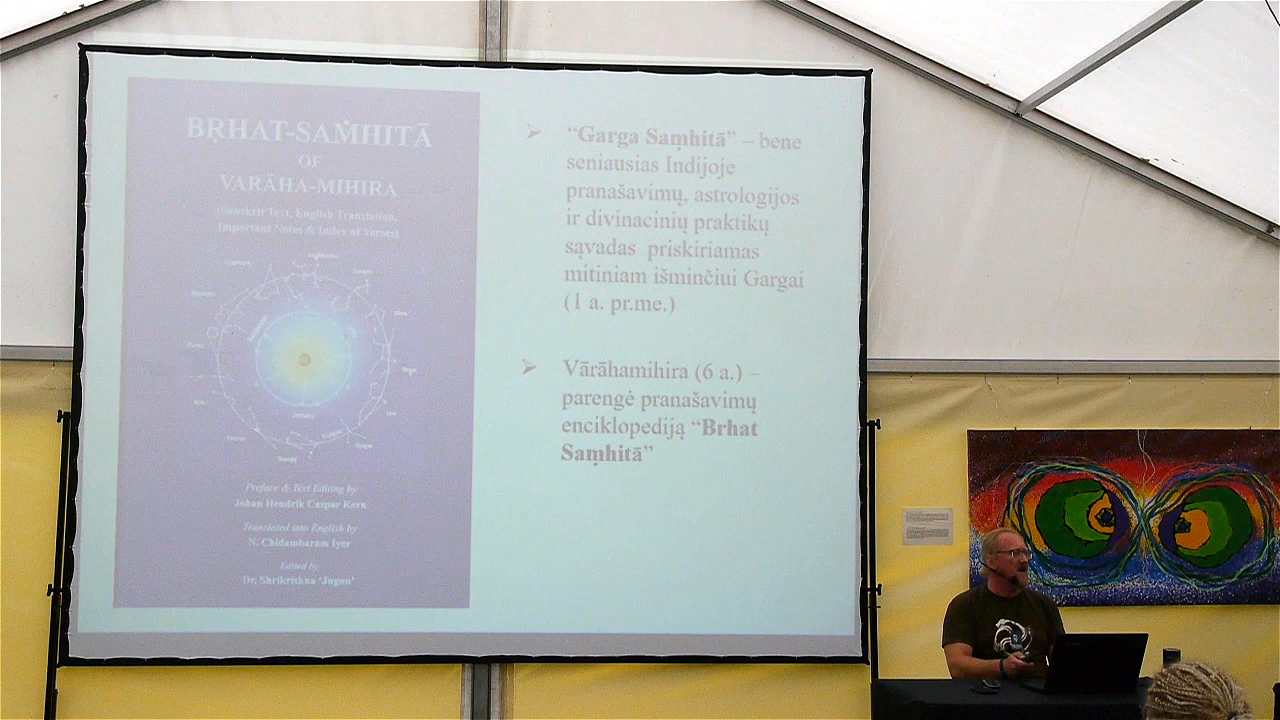 BṚHAT-SAṀHITĀ
OF
VARĀHA-MIHIRA
(Sanskrit Text, English Translation,
Important Notes & Index of Verses)
Preface & Text Editing by
Johan Hendrik Caspar Kern
Translated into English by
N. Chidambaram Iyer
Edited by
Dr. Shrikrishna 'Jugnu'
➢ “Garga Saṃhitā” – bene
seniausias Indijoje
pranašavimų, astrologijos
ir divinacinių praktikų
sąvadas priskiriamas
mitiniam išminčiui Gargai
(1 a. pr.me.)
➢ Vārāhamihira (6 a.) –
parengė pranašavimų
enciklopediją “Brhat
Saṃhitā”